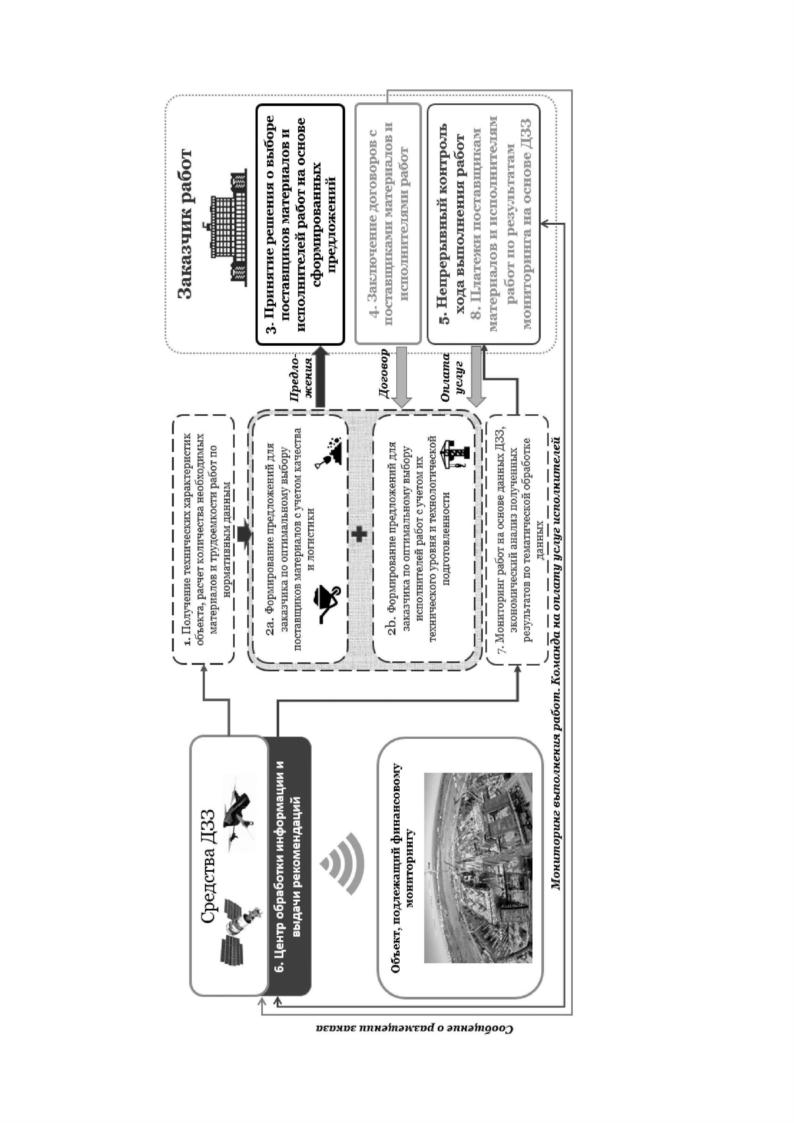 Средства ДЗЗ
6. Центр обработки информации и
выдачи рекомендаций
Объект, подлежащий финансовому
мониторингу
1. Получение технических характеристик
объекта, расчет количества необходимых
материалов и трудоемкости работ по
нормативным данным
2a. Формирование предложений для
заказчика по оптимальному выбору
поставщиков материалов с учетом качества
и логистики
2b. Формирование предложений для
заказчика по оптимальному выбору
исполнителей работ с учетом их
технического уровня и технологической
подготовленности
7. Мониторинг работ на основе данных ДЗЗ,
экономический анализ полученных
результатов по тематической обработке
данных
Предло-
жения
Договор
Оплата
услуг
Заказчик работ
3. Принятие решения о выборе
поставщиков материалов и
исполнителей работ на основе
сформированных
предложений
4. Заключение договоров с
поставщиками материалов и
исполнителями работ
5. Непрерывный контроль
хода выполнения работ
8. Платежи поставщикам
материалов и исполнителям
работ по результатам
мониторинга на основе ДЗЗ
Мониторинг выполнения работ. Команда на оплату услуг исполнителей
Сообщение о размещении заказа